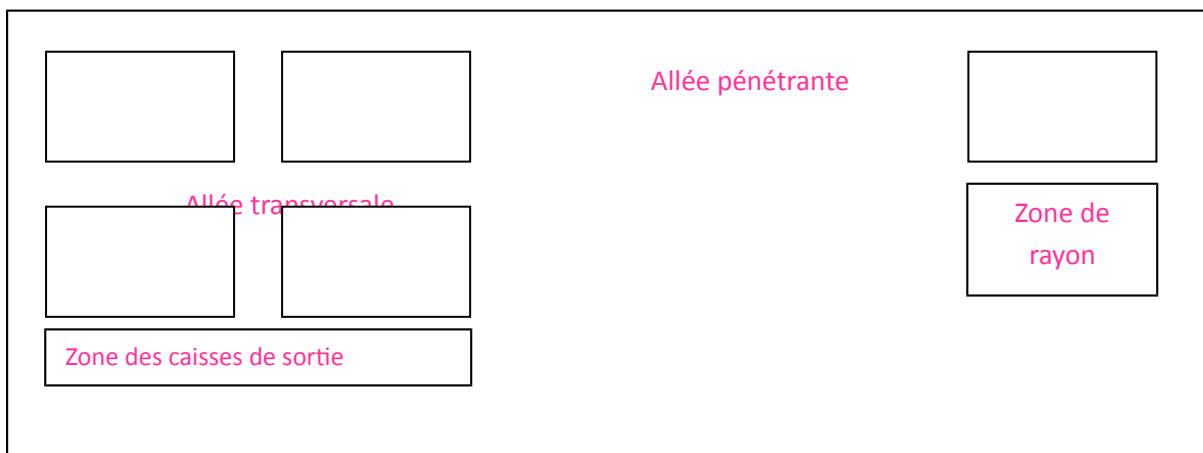 Allée pénétrante
Allée transversale
Zone de
rayon
Zone des caisses de sortie